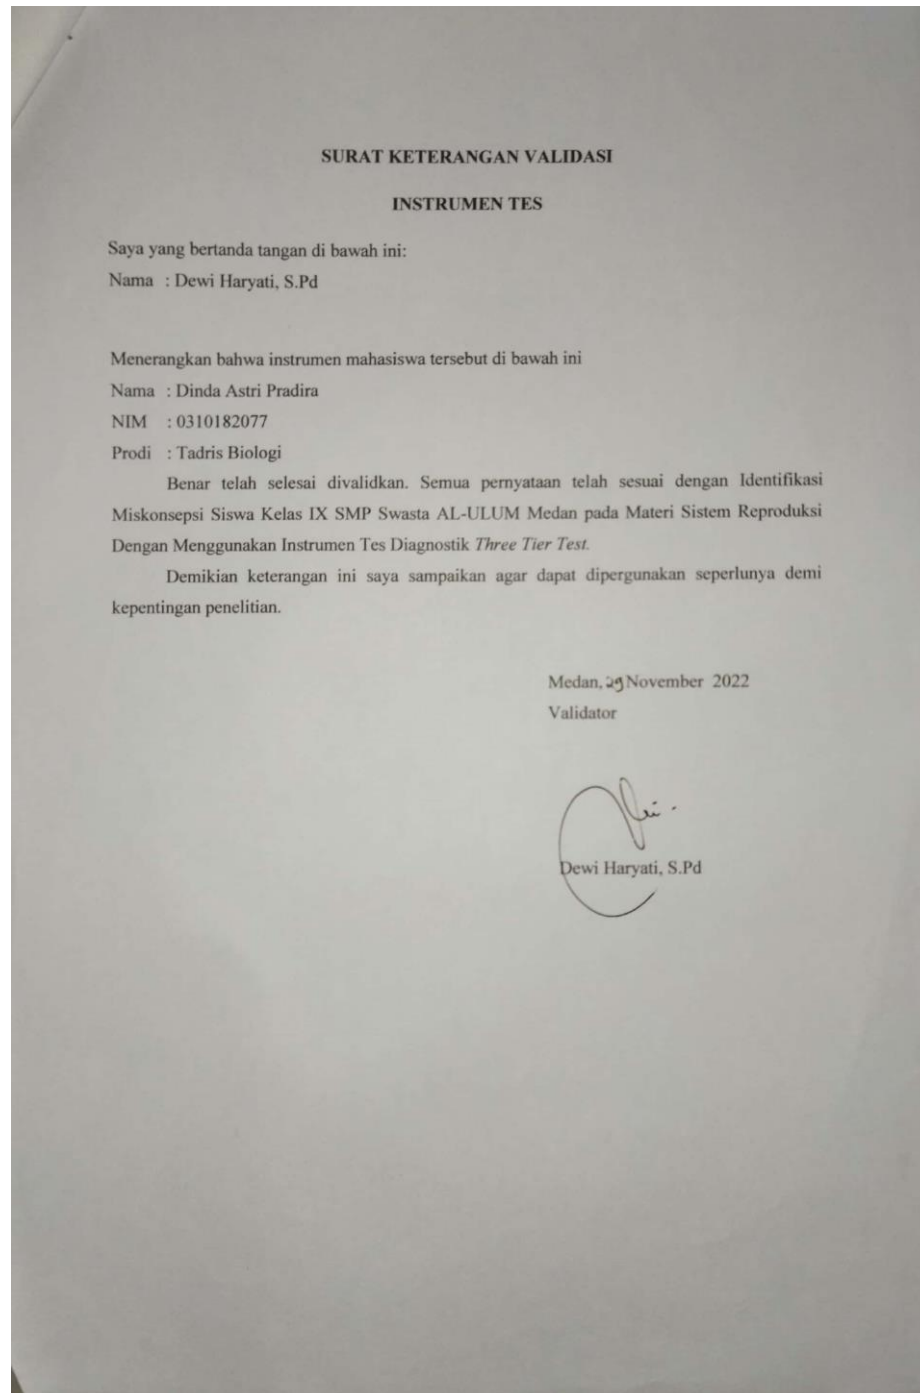 SURAT KETERANGAN VALIDASI
INSTRUMEN TES
Saya yang bertanda tangan di bawah ini:
Nama : Dewi Haryati, S.Pd
Menerangkan bahwa instrumen mahasiswa tersebut di bawah ini
Nama : Dinda Astri Pradira
NIM : 0310182077
Prodi : Tadris Biologi
Benar telah selesai divalidkan. Semua pernyataan telah sesuai dengan Identifikasi
Miskonsepsi Siswa Kelas IX SMP Swasta AL-ULUM Medan pada Materi Sistem Reproduksi
Dengan Menggunakan Instrumen Tes Diagnostik Three Tier Test.
Demikian keterangan ini saya sampaikan agar dapat dipergunakan seperlunya demi
kepentingan penelitian.
Medan, 29 November 2022
Validator
Dewi Haryati, S.Pd